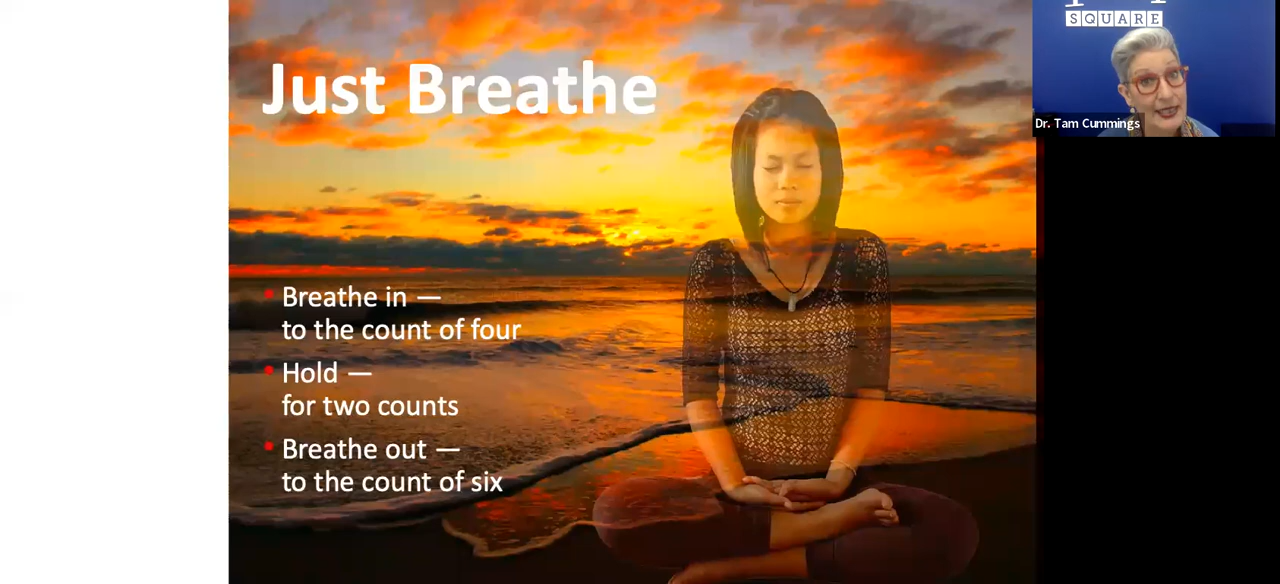 Just Breathe
• Breathe in —
to the count of four
• Hold —
for two counts
• Breathe out —
to the count of six
SQUARE
Dr. Tam Cummings